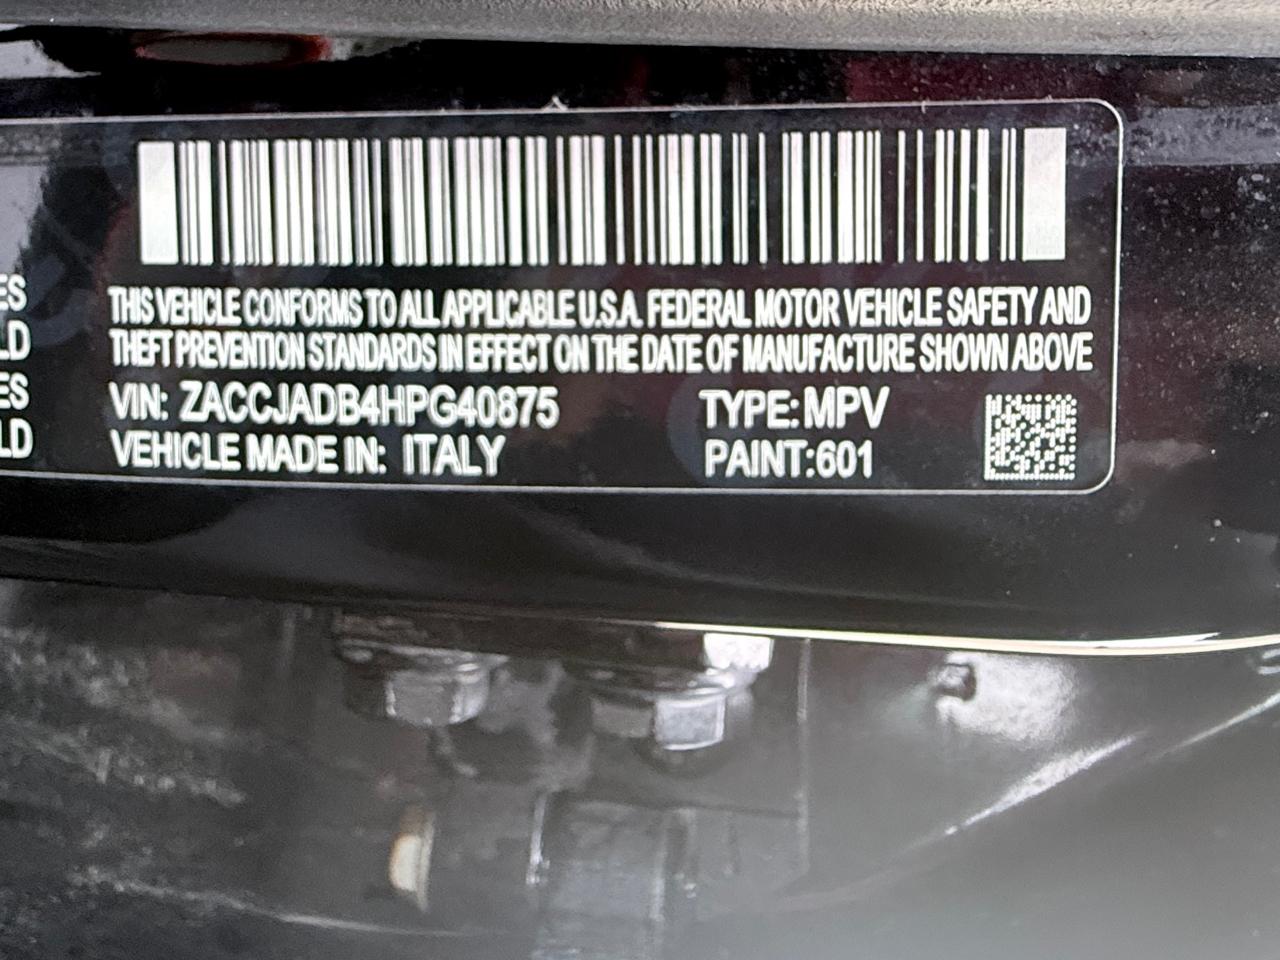 THIS VEHICLE CONFORMS TO ALL APPLICABLE U.S.A. FEDERAL MOTOR VEHICLE SAFETY AND
THEFT PREVENTION STANDARDS IN EFFECT ON THE DATE OF MANUFACTURE SHOWN ABOVE
VIN: ZACCJADB4HPG40875 TYPE: MPV
VEHICLE MADE IN: ITALY PAINT:601